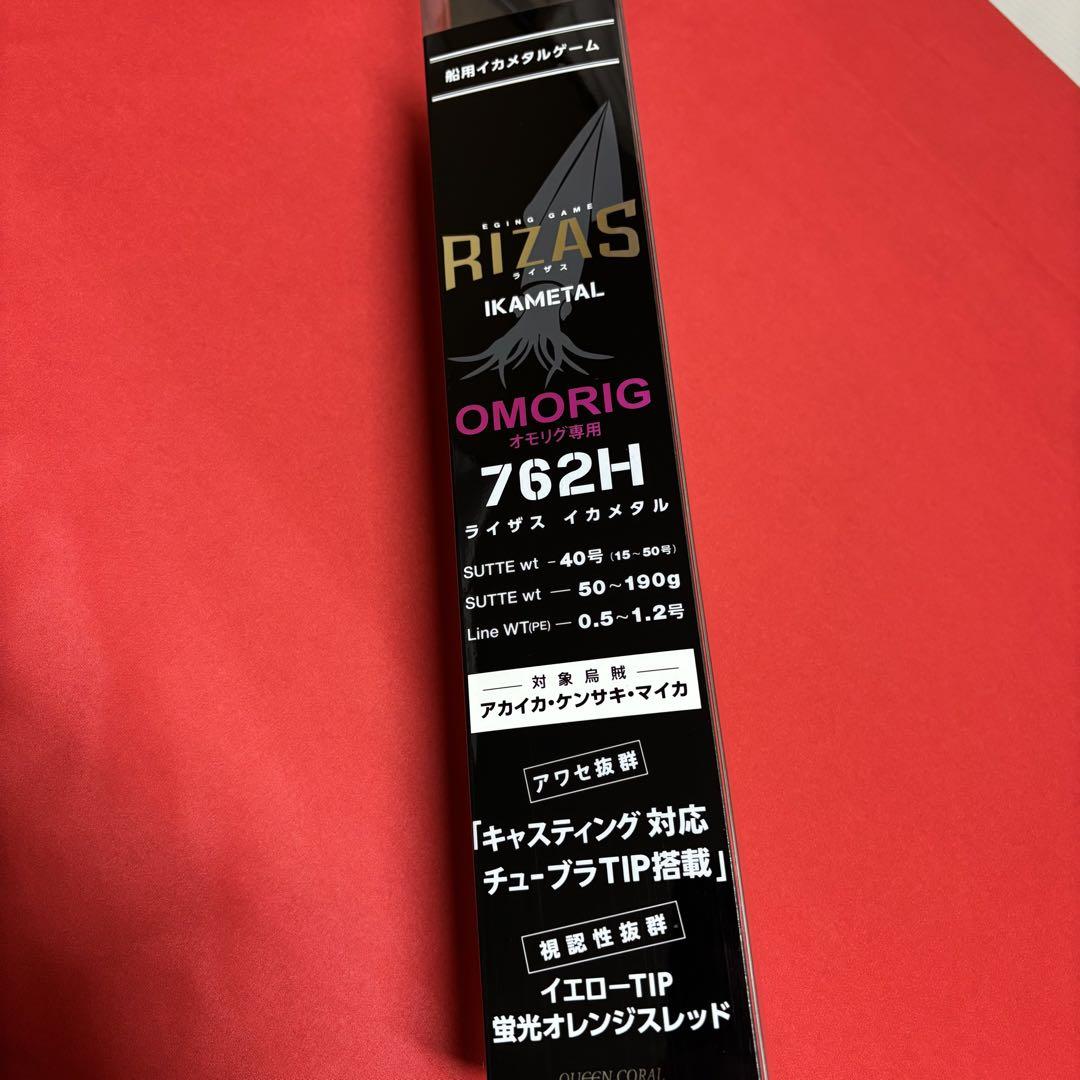 船用イカメタルゲーム
EGING GAME
RIZAS
ライザス
IKAMETAL
OMORIG
オモリグ専用
762H
ライザス イカメタル
SUTTE wt - 40号 (15~50号)
SUTTE wt — 50~190g
Line WT(PE) — 0.5~1.2号
対象烏賊
アカイカ・ケンサキ・マイカ
アワセ抜群
「キャスティング対応
チューブラTIP搭載」
視認性抜群
イエローTIP
蛍光オレンジスレッド
QUEEN CORAL